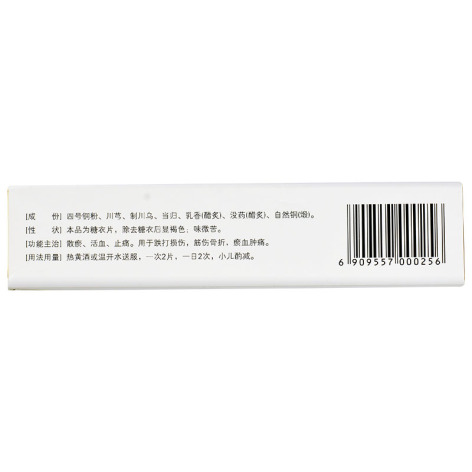 [成　份] 四号铜粉、川芎、制川乌、当归、乳香(醋炙)、没药(醋炙)、自然铜(煅)。
[性　状] 本品为糖衣片，除去糖衣后显褐色；味微苦。
[功能主治] 散瘀、活血、止痛。用于跌打损伤，筋伤骨折，瘀血肿痛。
[用法用量] 热黄酒或温开水送服，一次2片，一日2次，小儿酌减。
6 909557 000256